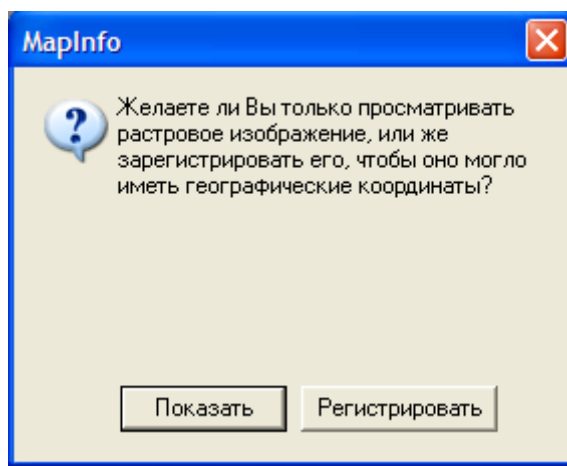 MapInfo
Желаете ли Вы только просматривать
растровое изображение, или же
зарегистрировать его, чтобы оно могло
иметь географические координаты?
Показать
Регистрировать